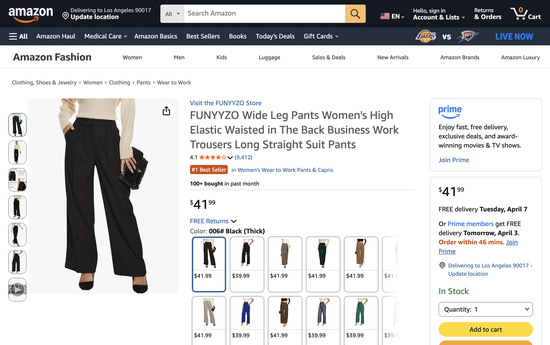 amazon
Delivering to Los Angeles 90017
Update location
All
Search Amazon
EN
Hello, sign in
Account & Lists
Returns
& Orders
0
Cart
All
Amazon Haul
Medical Care
Amazon Basics
Best Sellers
Books
Today's Deals
Gift Cards
VS
LIVE NOW
Amazon Fashion
Women
Men
Kids
Luggage
Sales & Deals
New Arrivals
Amazon Brands
Amazon Luxury
Clothing, Shoes & Jewelry › Women › Clothing › Pants › Wear to Work
Visit the FUNYYZO Store
FUNYYZO Wide Leg Pants Women's High
Elastic Waisted in The Back Business Work
Trousers Long Straight Suit Pants
4.1
(9,412)
#1 Best Seller
in Women's Wear to Work Pants & Capris
100+ bought in past month
$41 99
FREE Returns
Color: 006# Black (Thick)
$41.99
$39.99
$41.99
$41.99
$41.99
$39.99
$39.99
$41.99
$39.99
$39.99
prime
Enjoy fast, free delivery,
exclusive deals, and award-
winning movies & TV shows.
Join Prime
$41 99
FREE delivery Tuesday, April 7
Or Prime members get FREE
delivery Tomorrow, April 3.
Order within 46 mins. Join
Prime
Delivering to Los Angeles 90017 -
Update location
In Stock
Quantity: 1
Add to cart